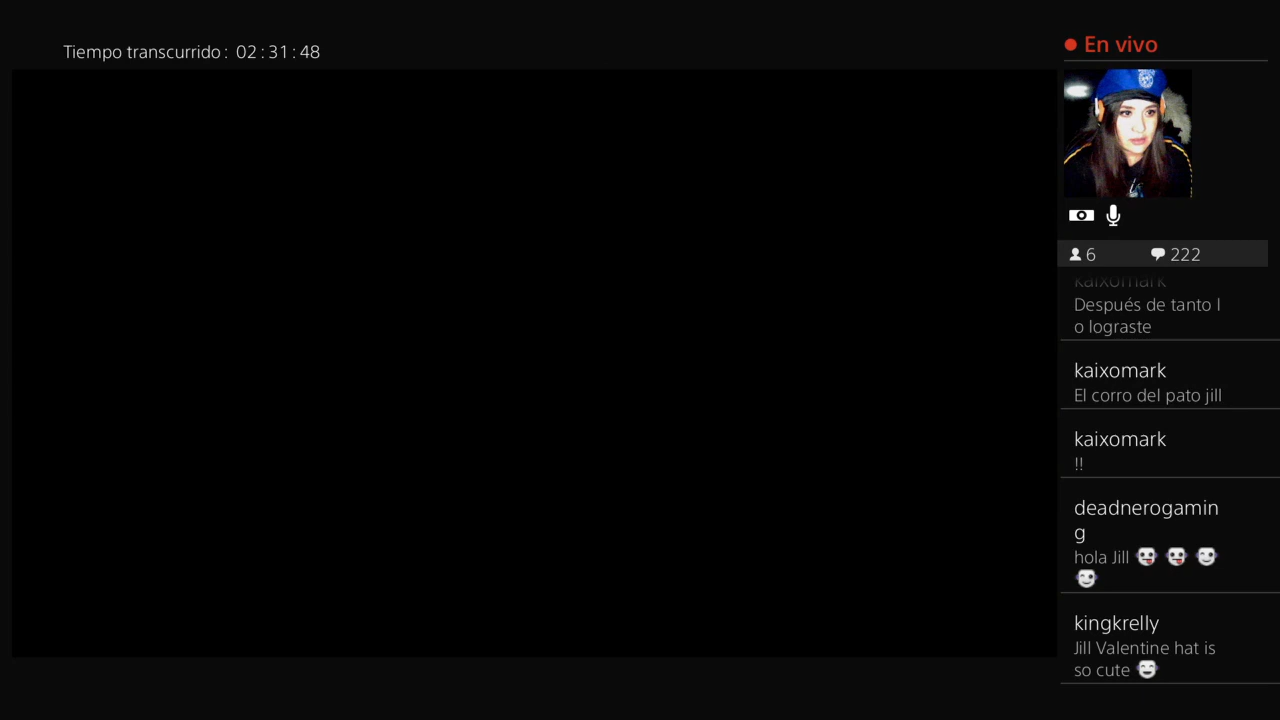 Tiempo transcurrido : 02 : 31 : 48
En vivo
6
222
kaixomark
Después de tanto l
o lograste
kaixomark
El corro del pato jill
kaixomark
!!
deadnerogamin
g
hola Jill
kingkrelly
Jill Valentine hat is
so cute